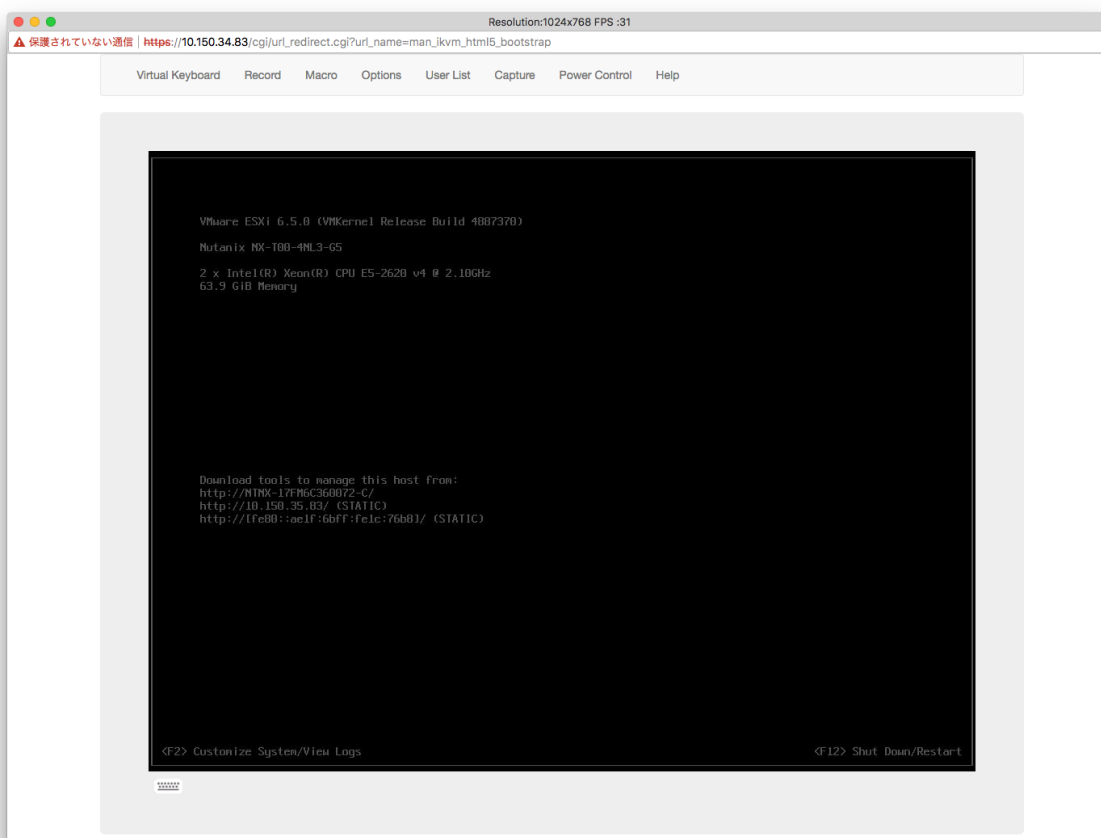 Resolution:1024x768 FPS :31
保護されていない通信 | https://10.150.34.83/cgi/url_redirect.cgi?url_name=man_ikvm_html5_bootstrap
Virtual Keyboard Record Macro Options User List Capture Power Control Help
VMware ESXi 6.5.0 (VMKernel Release Build 4887370)
Nutanix NX-T08-4NL3-G5
2 x Intel(R) Xeon(R) CPU E5-2620 v4 @ 2.10GHz
63.9 GiB Memory
Download tools to manage this host from:
http://NTNX-17FM6C360072-C/
http://10.150.35.83/ (STATIC)
http://[fe80::ae1f:6bff:fe1c:76b8]/ (STATIC)
<F2> Customize System/View Logs <F12> Shut Down/Restart